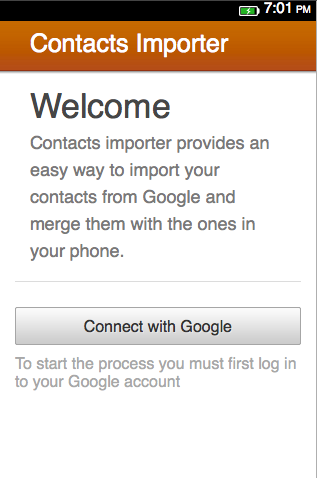 7:01 PM
Contacts Importer
Welcome
Contacts importer provides an
easy way to import your
contacts from Google and
merge them with the ones in
your phone.
Connect with Google
To start the process you must first log in
to your Google account